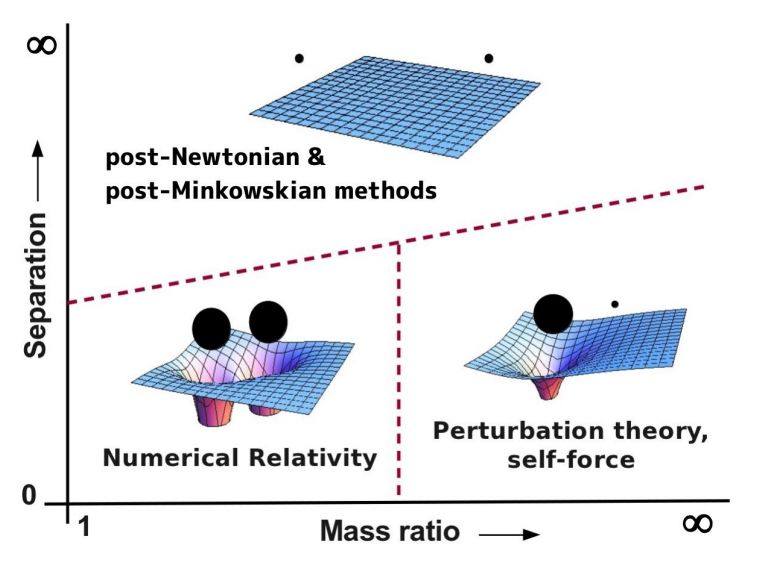 ∞
post-Newtonian &
post-Minkowskian methods
Separation
Numerical Relativity
Perturbation theory,
self-force
0
1
Mass ratio
∞